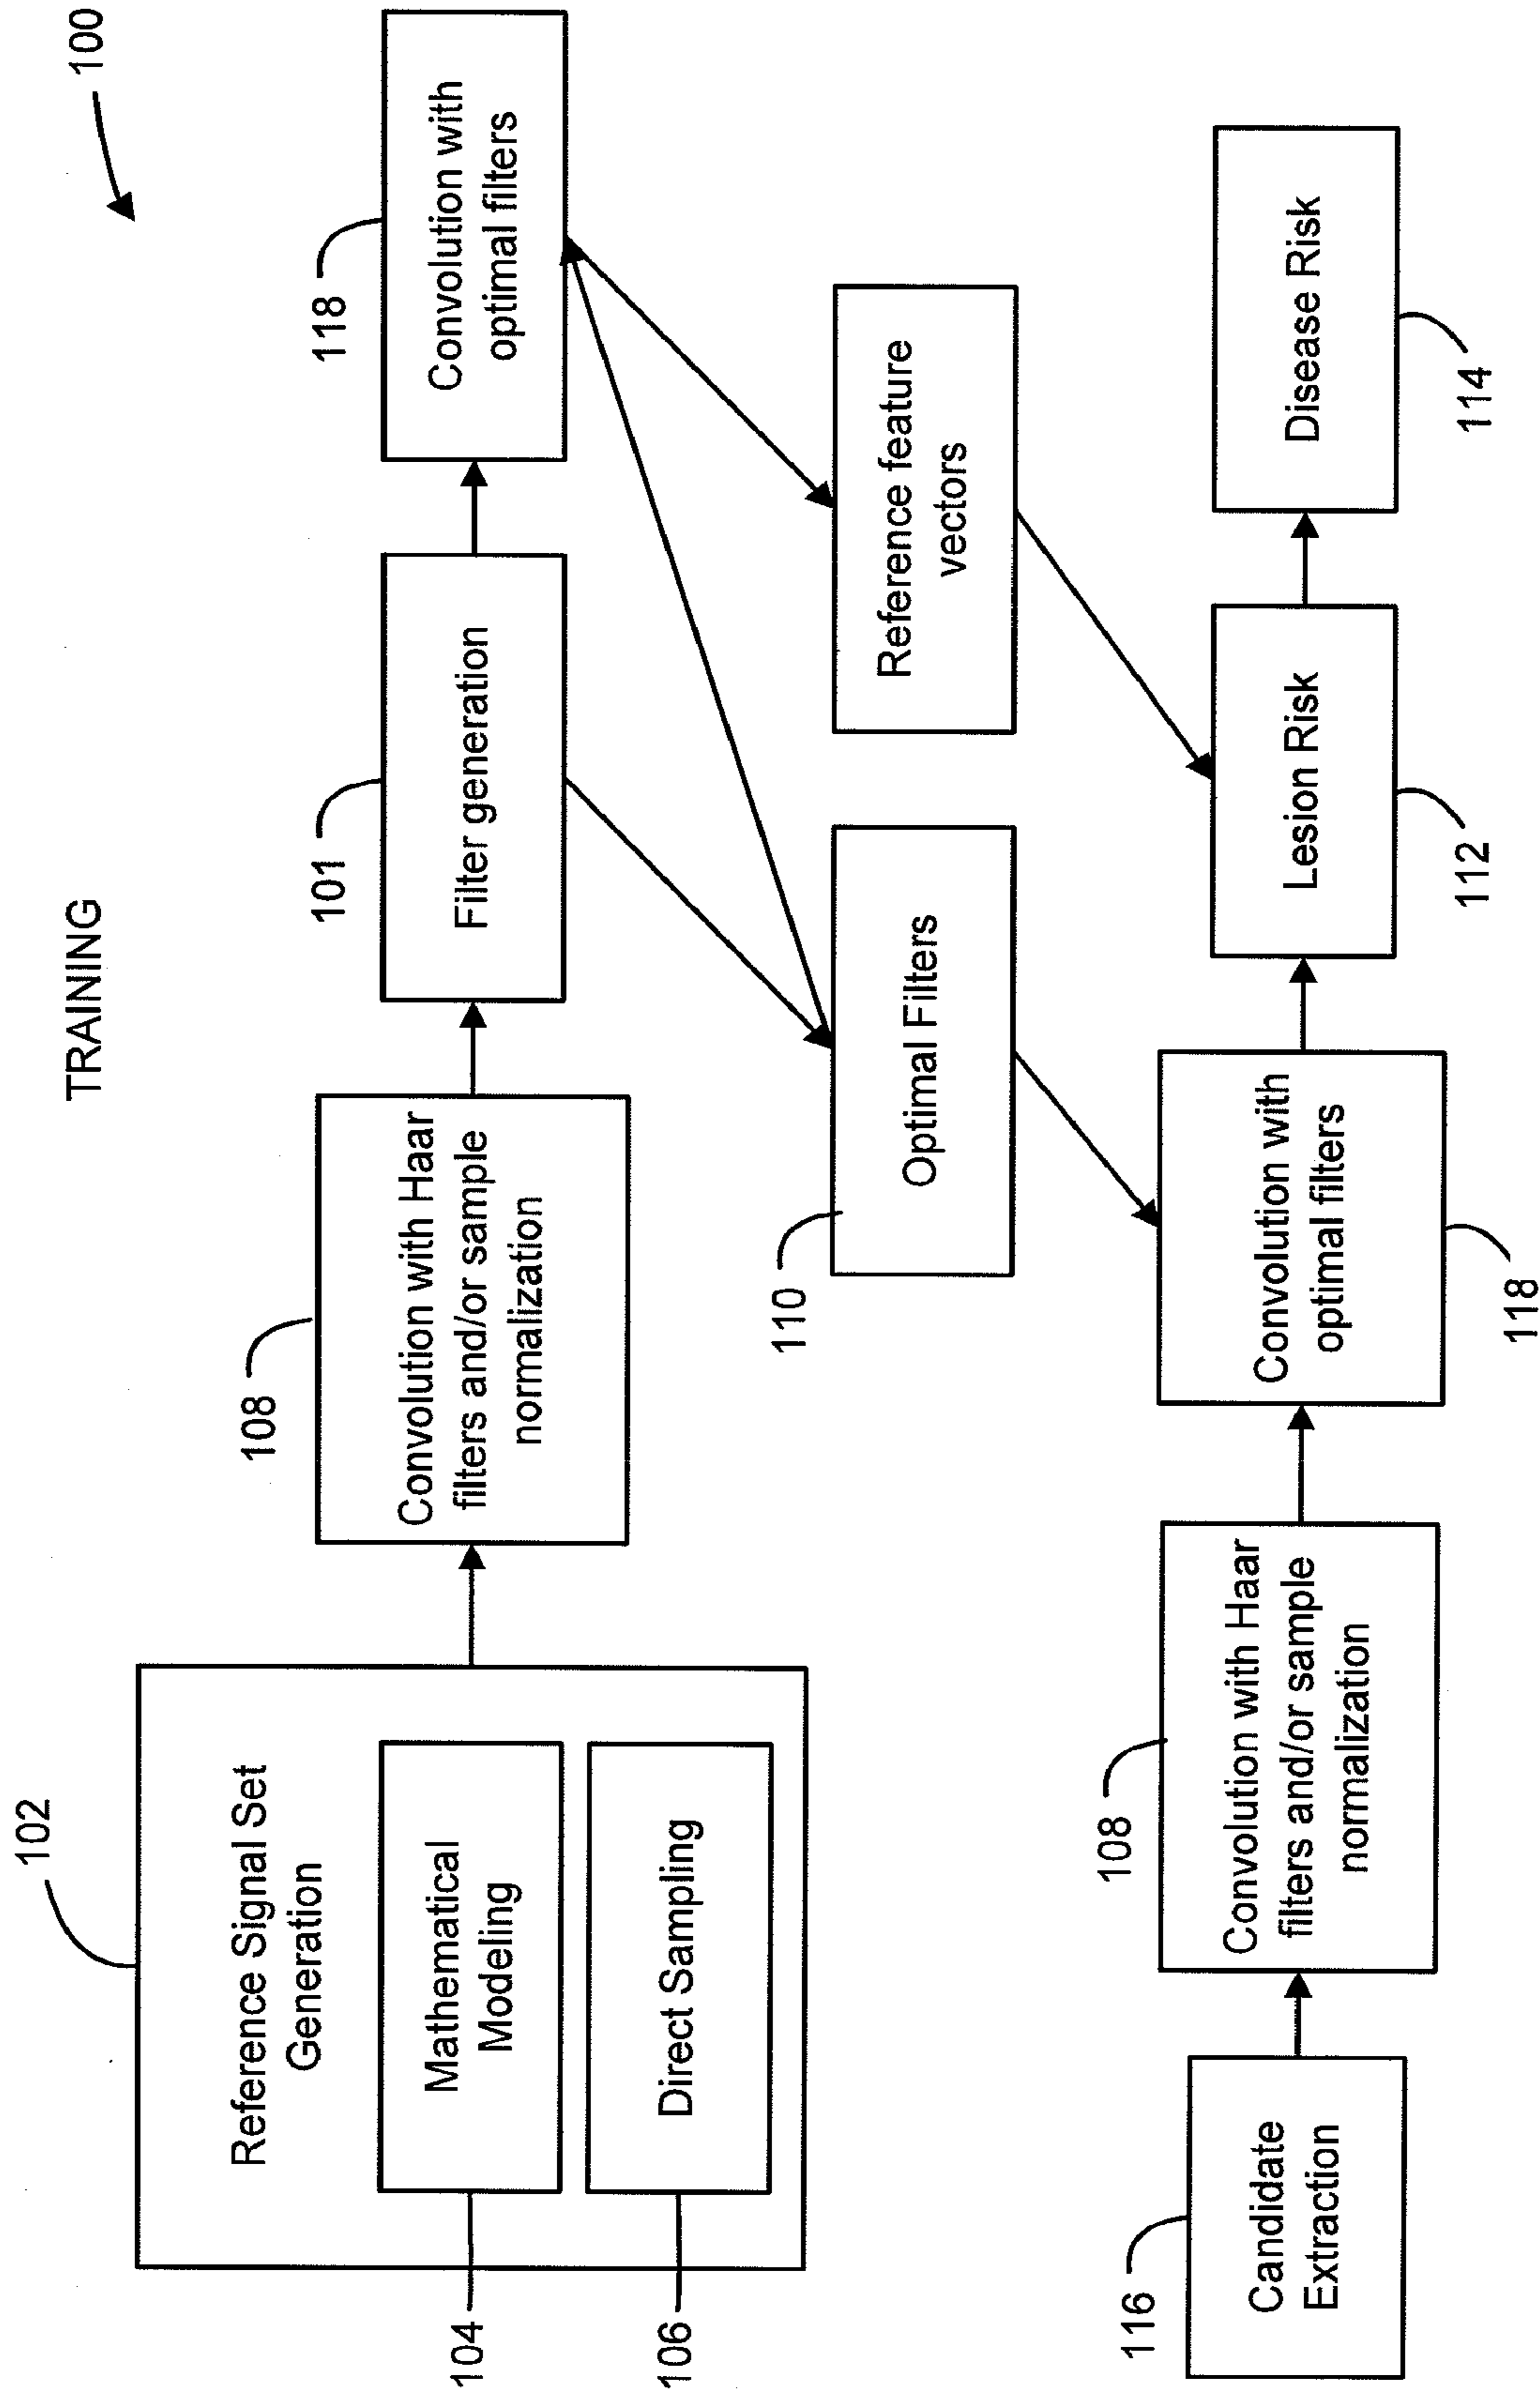 TRAINING
100
102
Reference Signal Set
Generation
104
Mathematical
Modeling
106
Direct Sampling
108
Convolution with Haar
filters and/or sample
normalization
101
Filter generation
118
Convolution with
optimal filters
110
Optimal Filters
Reference feature
vectors
116
Candidate
Extraction
108
Convolution with Haar
filters and/or sample
normalization
Convolution with
optimal filters
118
Lesion Risk
112
Disease Risk
114